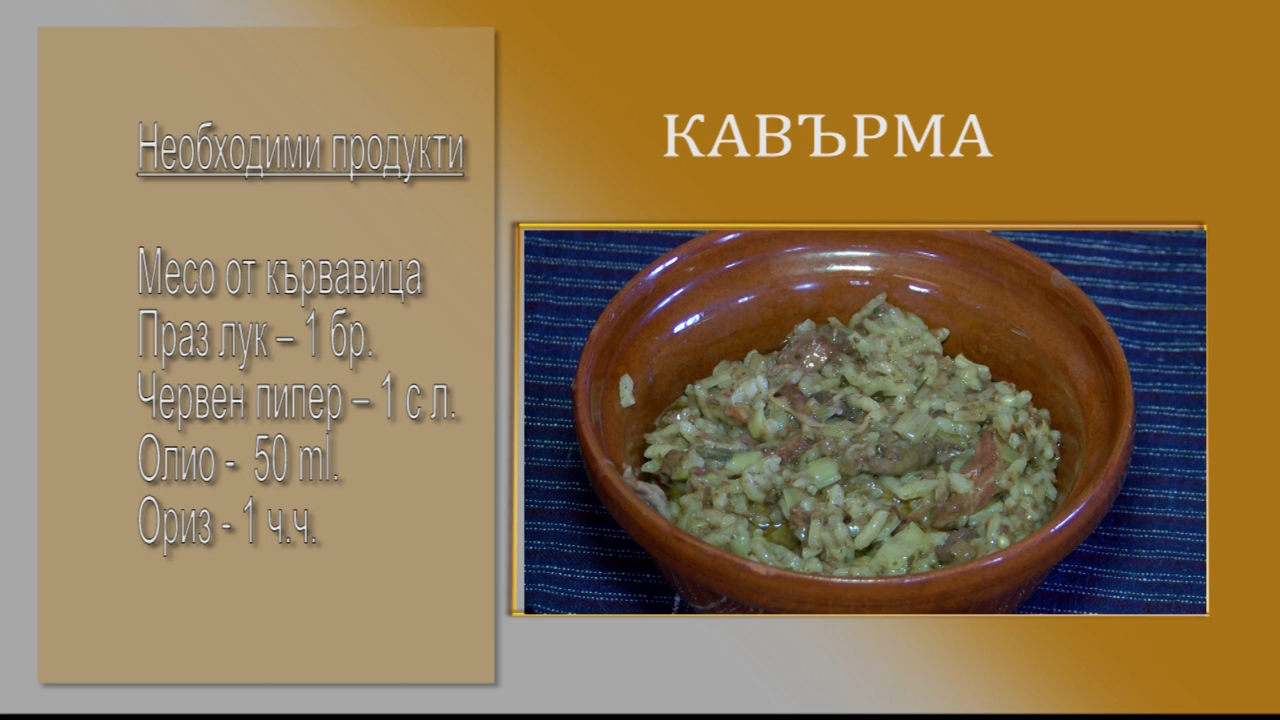 Необходими продукти
Месо от кървавица
Праз лук – 1 бр.
Червен пипер – 1 с л.
Олио - 50 ml.
Ориз - 1 ч.ч.
КАВЪРМА